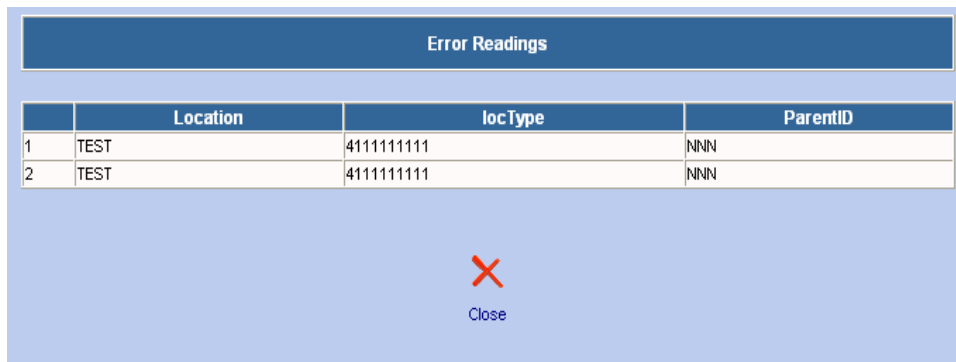 Error Readings
Location locType ParentID
1 TEST 4111111111 NNN
2 TEST 4111111111 NNN
Close